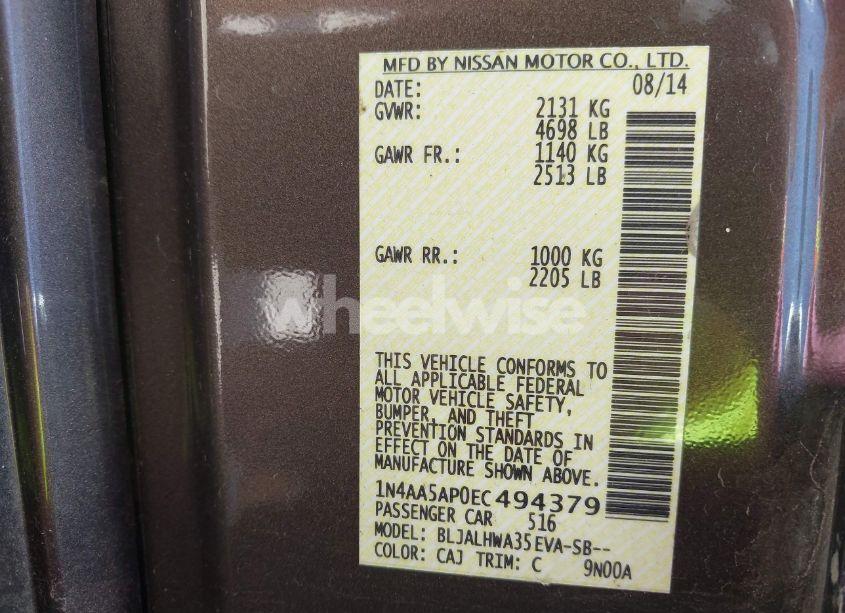 MFD BY NISSAN MOTOR CO., LTD.
DATE: 08/14
GVWR: 2131 KG
4698 LB
GAWR FR.: 1140 KG
2513 LB
GAWR RR.: 1000 KG
2205 LB
wheelwise
THIS VEHICLE CONFORMS TO
ALL APPLICABLE FEDERAL
MOTOR VEHICLE SAFETY,
BUMPER, AND THEFT
PREVENTION STANDARDS IN
EFFECT ON THE DATE OF
MANUFACTURE SHOWN ABOVE.
1N4AA5AP0EC494379
PASSENGER CAR 516
MODEL: BLJALHWA35EVA-SB--
COLOR: CAJ TRIM: C 9N00A